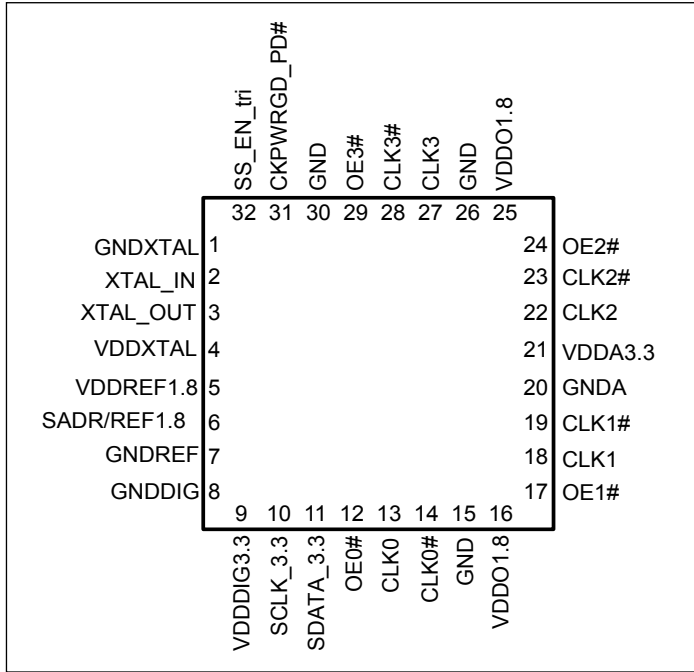 SS_EN_tri
CKPWRGD_PD#
GND
OE3#
CLK3#
CLK3
GND
VDDO1.8
32 31 30 29 28 27 26 25
GNDXTAL 1
XTAL_IN 2
XTAL_OUT 3
VDDXTAL 4
VDDREF1.8 5
SADR/REF1.8 6
GNDREF 7
GNDDIG 8
24 OE2#
23 CLK2#
22 CLK2
21 VDDA3.3
20 GNDA
19 CLK1#
18 CLK1
17 OE1#
9 10 11 12 13 14 15 16
VDDDIG3.3
SCLK_3.3
SDATA_3.3
OE0#
CLK0
CLK0#
GND
VDDO1.8